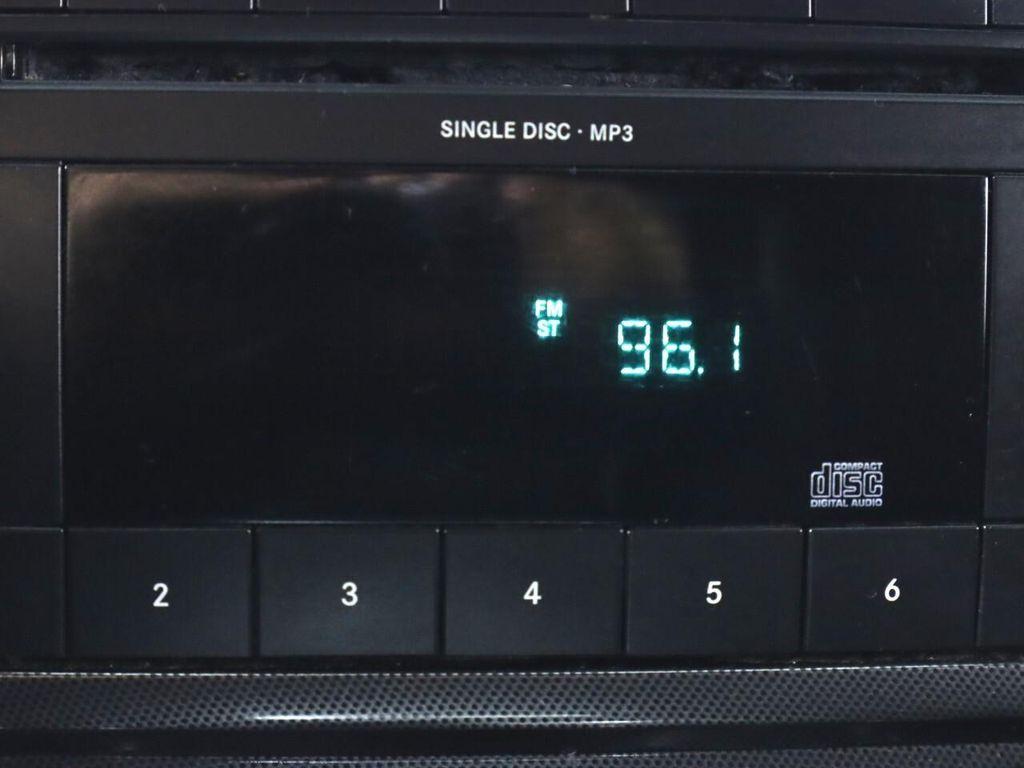 SINGLE DISC · MP3
FM
ST
96.1
COMPACT
disc
DIGITAL AUDIO
2 3 4 5 6